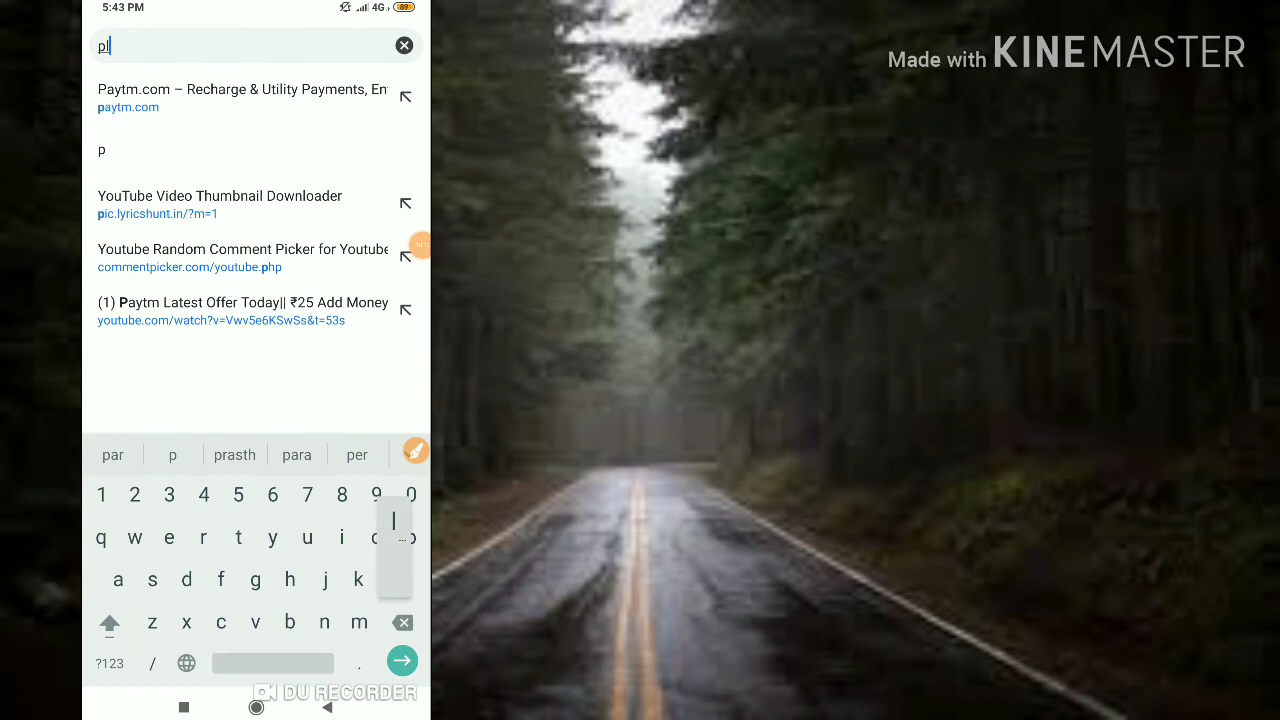 5:43 PM
4G
89
Made with KINEMASTER
pl
Paytm.com – Recharge & Utility Payments, En
paytm.com
p
YouTube Video Thumbnail Downloader
pic.lyricshunt.in/?m=1
Youtube Random Comment Picker for Youtube
commentpicker.com/youtube.php
(1) Paytm Latest Offer Today|| ₹25 Add Money
youtube.com/watch?v=Vwv5e6KSwSs&t=53s
par p prasth para per
1 2 3 4 5 6 7 8 9 0
q w e r t y u i o p
a s d f g h j k l
z x c v b n m
?123 / .
DU RECORDER